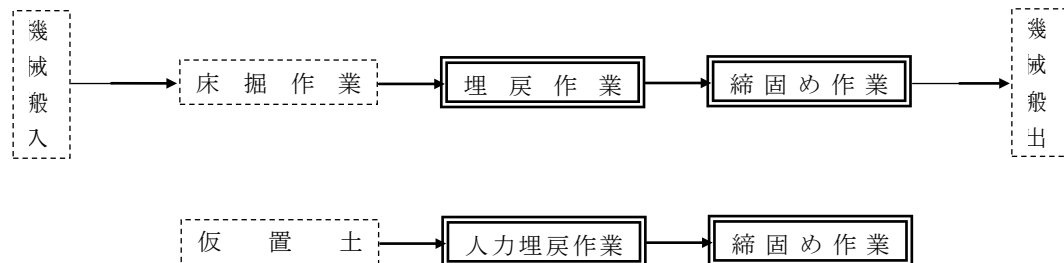 機械搬入
床掘作業
埋戻作業
締固め作業
機械搬出
仮置土
人力埋戻作業
締固め作業